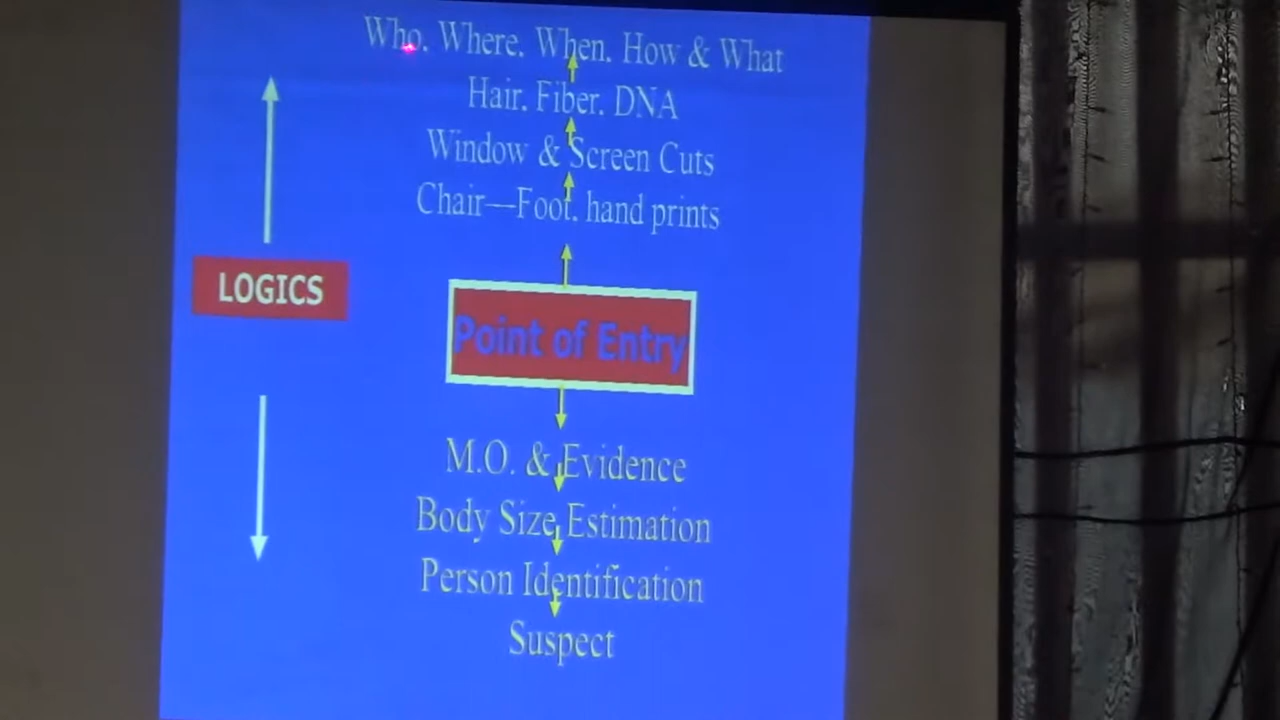 Who. Where. When. How & What
Hair. Fiber. DNA
Window & Screen Cuts
Chair—Foot. hand prints
LOGICS
Point of Entry
M.O. & Evidence
Body Size Estimation
Person Identification
Suspect